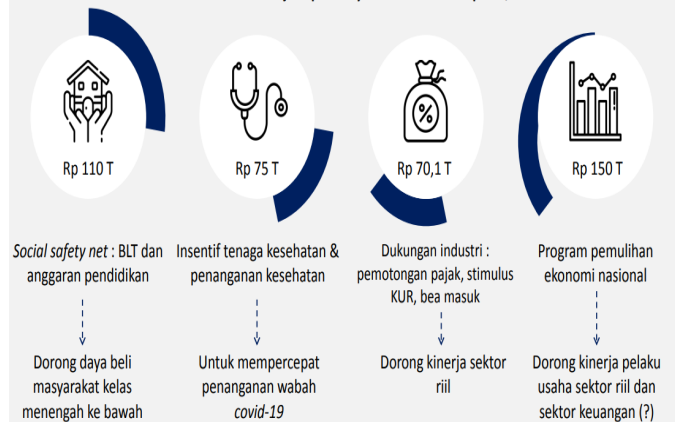 Rp 110 T
Rp 75 T
Rp 70,1 T
Rp 150 T
Social safety net : BLT dan
anggaran pendidikan
Insentif tenaga kesehatan &
penanganan kesehatan
Dukungan industri :
pemotongan pajak, stimulus
KUR, bea masuk
Program pemulihan
ekonomi nasional
Dorong daya beli
masyarakat kelas
menengah ke bawah
Untuk mempercepat
penanganan wabah
covid-19
Dorong kinerja sektor
riil
Dorong kinerja pelaku
usaha sektor riil dan
sektor keuangan (?)